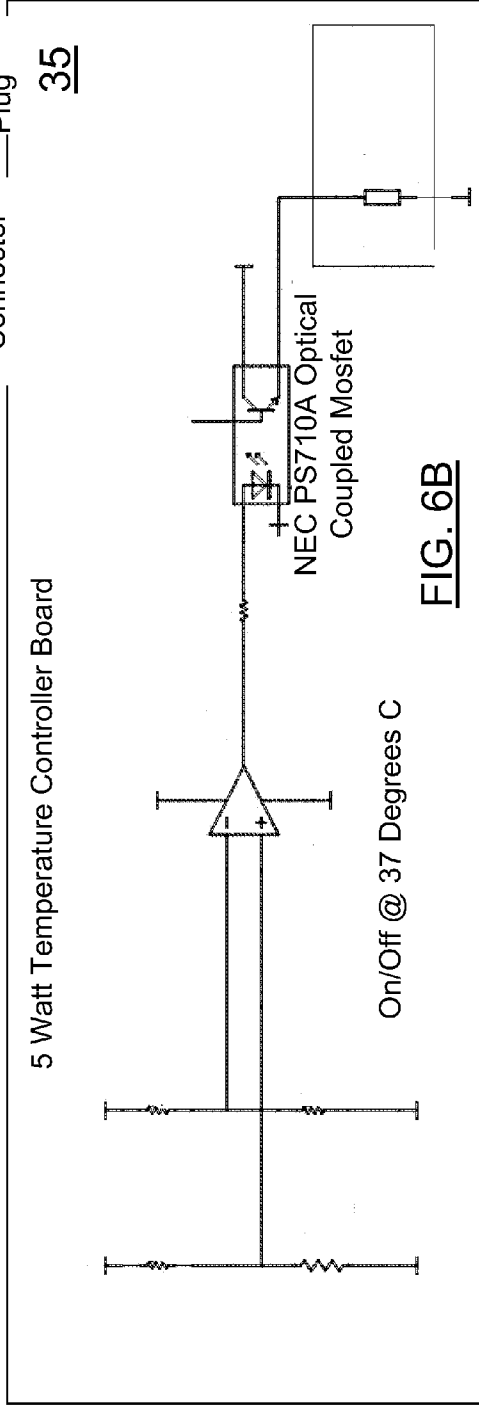 Plug
35
5 Watt Temperature Controller Board
NEC PS710A Optical
Coupled Mosfet
On/Off @ 37 Degrees C
FIG. 6B